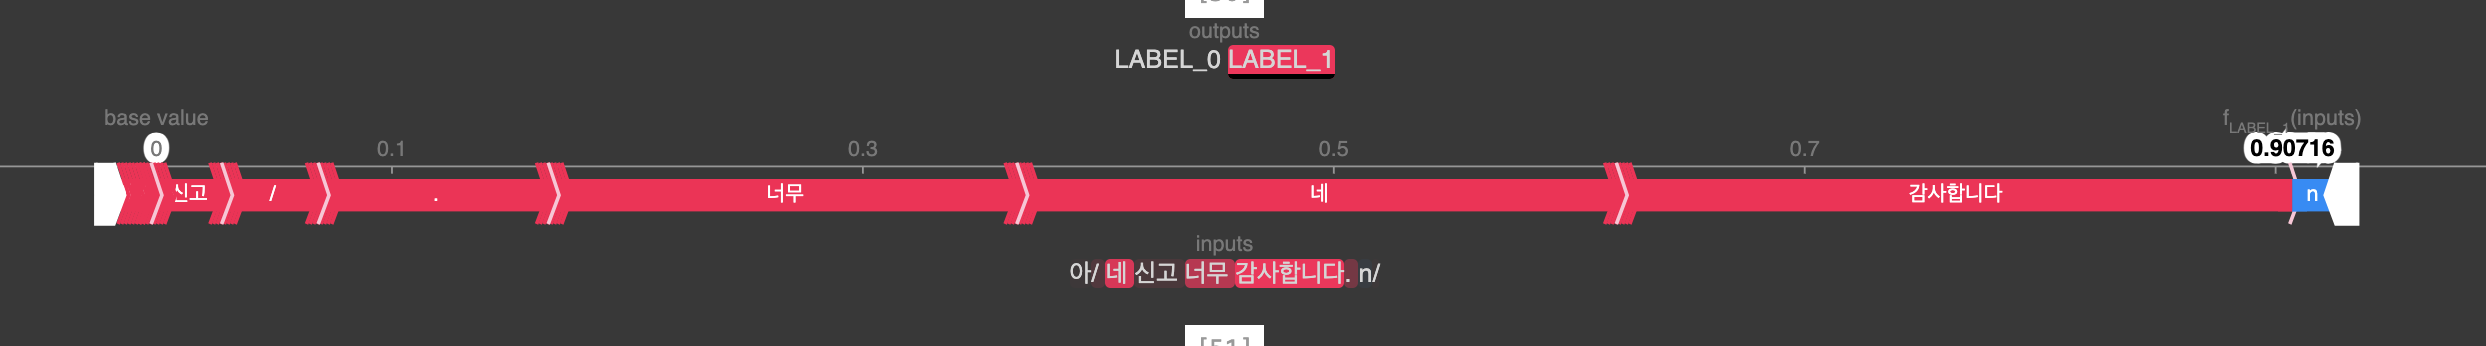 outputs
LABEL_0 LABEL_1
base value
f LABEL_1 (inputs)
0 0.1 0.3 0.5 0.7 0.90716
신고 / . 너무 네 감사합니다 n
inputs
아/ 네 신고 너무 감사합니다. n/